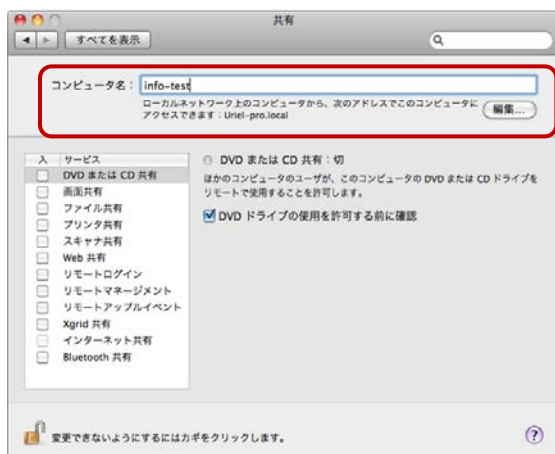 共有
すべてを表示
コンピュータ名：info-test
ローカルネットワーク上のコンピュータから、次のアドレスでこのコンピュータに
アクセスできます：Uriel-pro.local
編集...
入 サービス
DVD または CD 共有
画面共有
ファイル共有
プリンタ共有
スキャナ共有
Web 共有
リモートログイン
リモートマネージメント
リモートアップルイベント
Xgrid 共有
インターネット共有
Bluetooth 共有
DVD または CD 共有：切
ほかのコンピュータのユーザが、このコンピュータの DVD または CD ドライブを
リモートで使用することを許可します。
DVD ドライブの使用を許可する前に確認
変更できないようにするにはカギをクリックします。
?